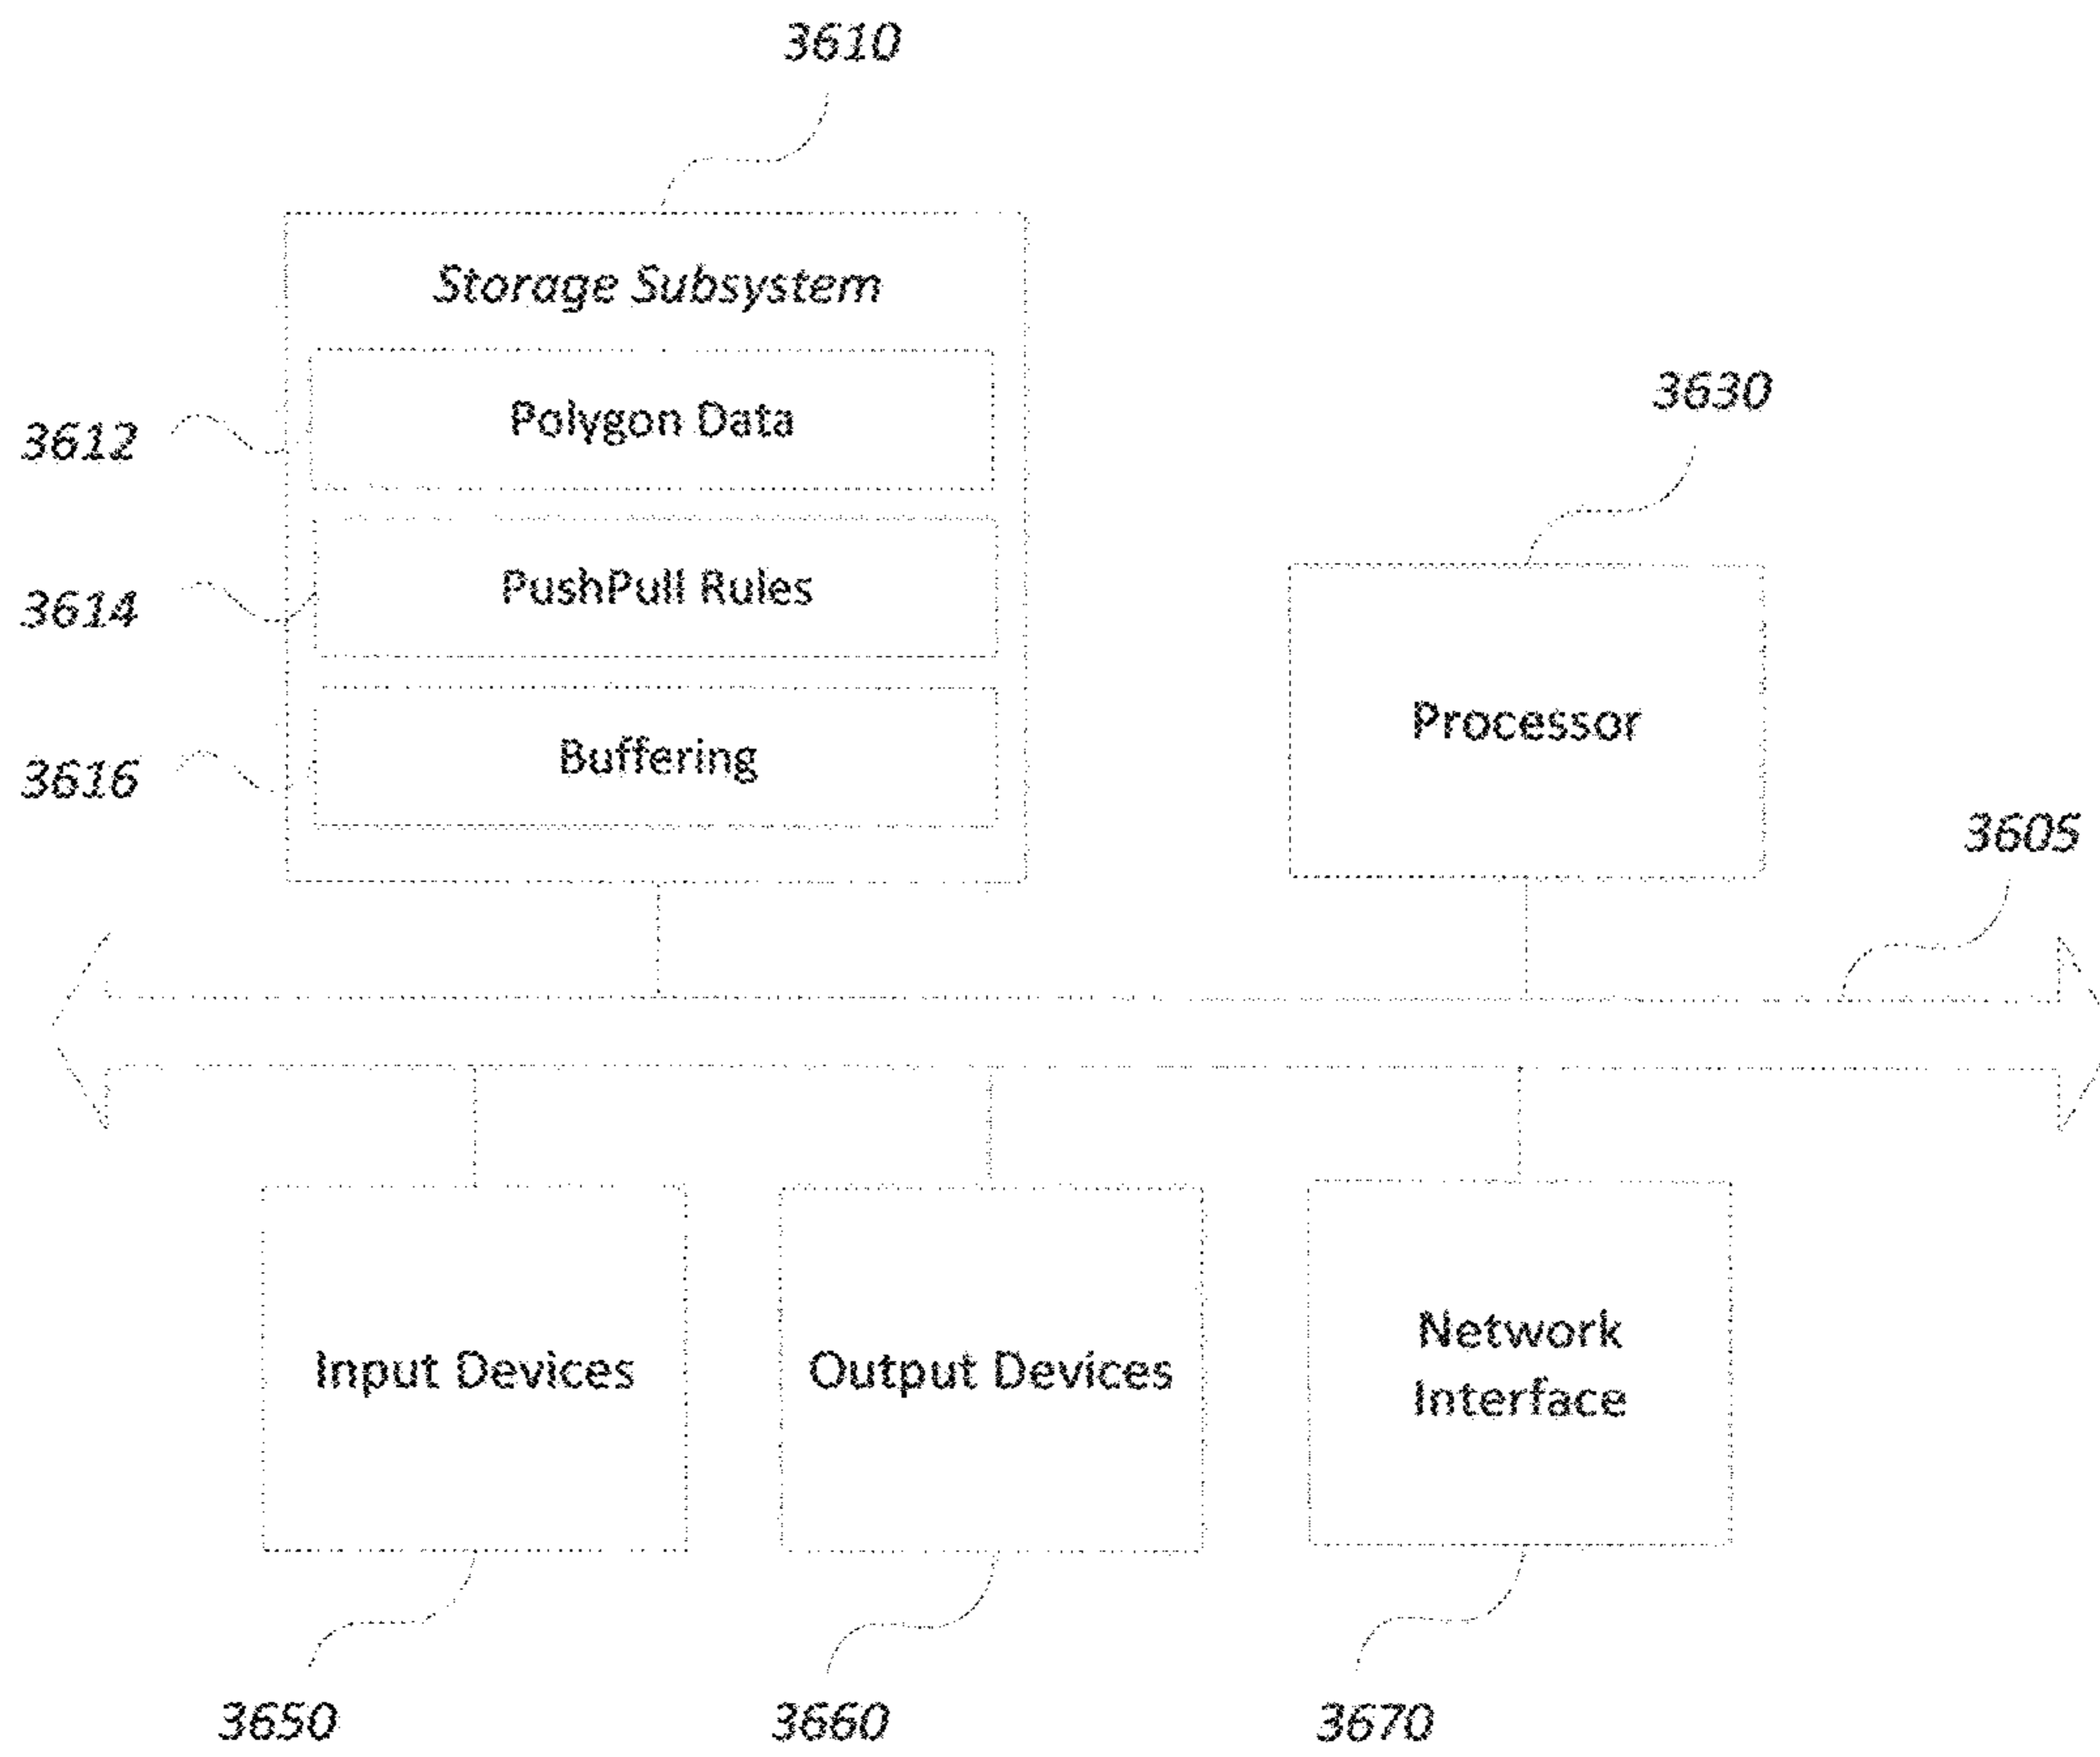 3610
Storage Subsystem
Polygon Data
3612
3630
PushPull Rules
3614
Processor
Buffering
3616
3605
Input Devices
Output Devices
Network
Interface
3650
3660
3670